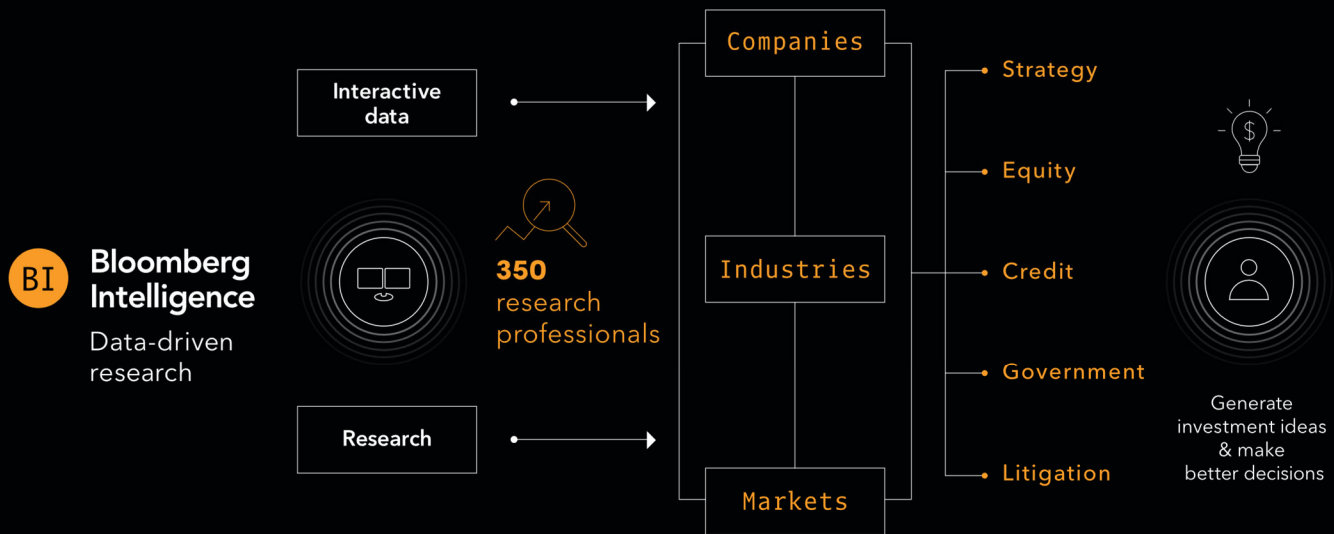 BI
Bloomberg
Intelligence
Data-driven
research
Interactive
data
350
research
professionals
Research
Companies
Industries
Markets
Strategy
Equity
Credit
Government
Litigation
$
Generate
investment ideas
& make
better decisions